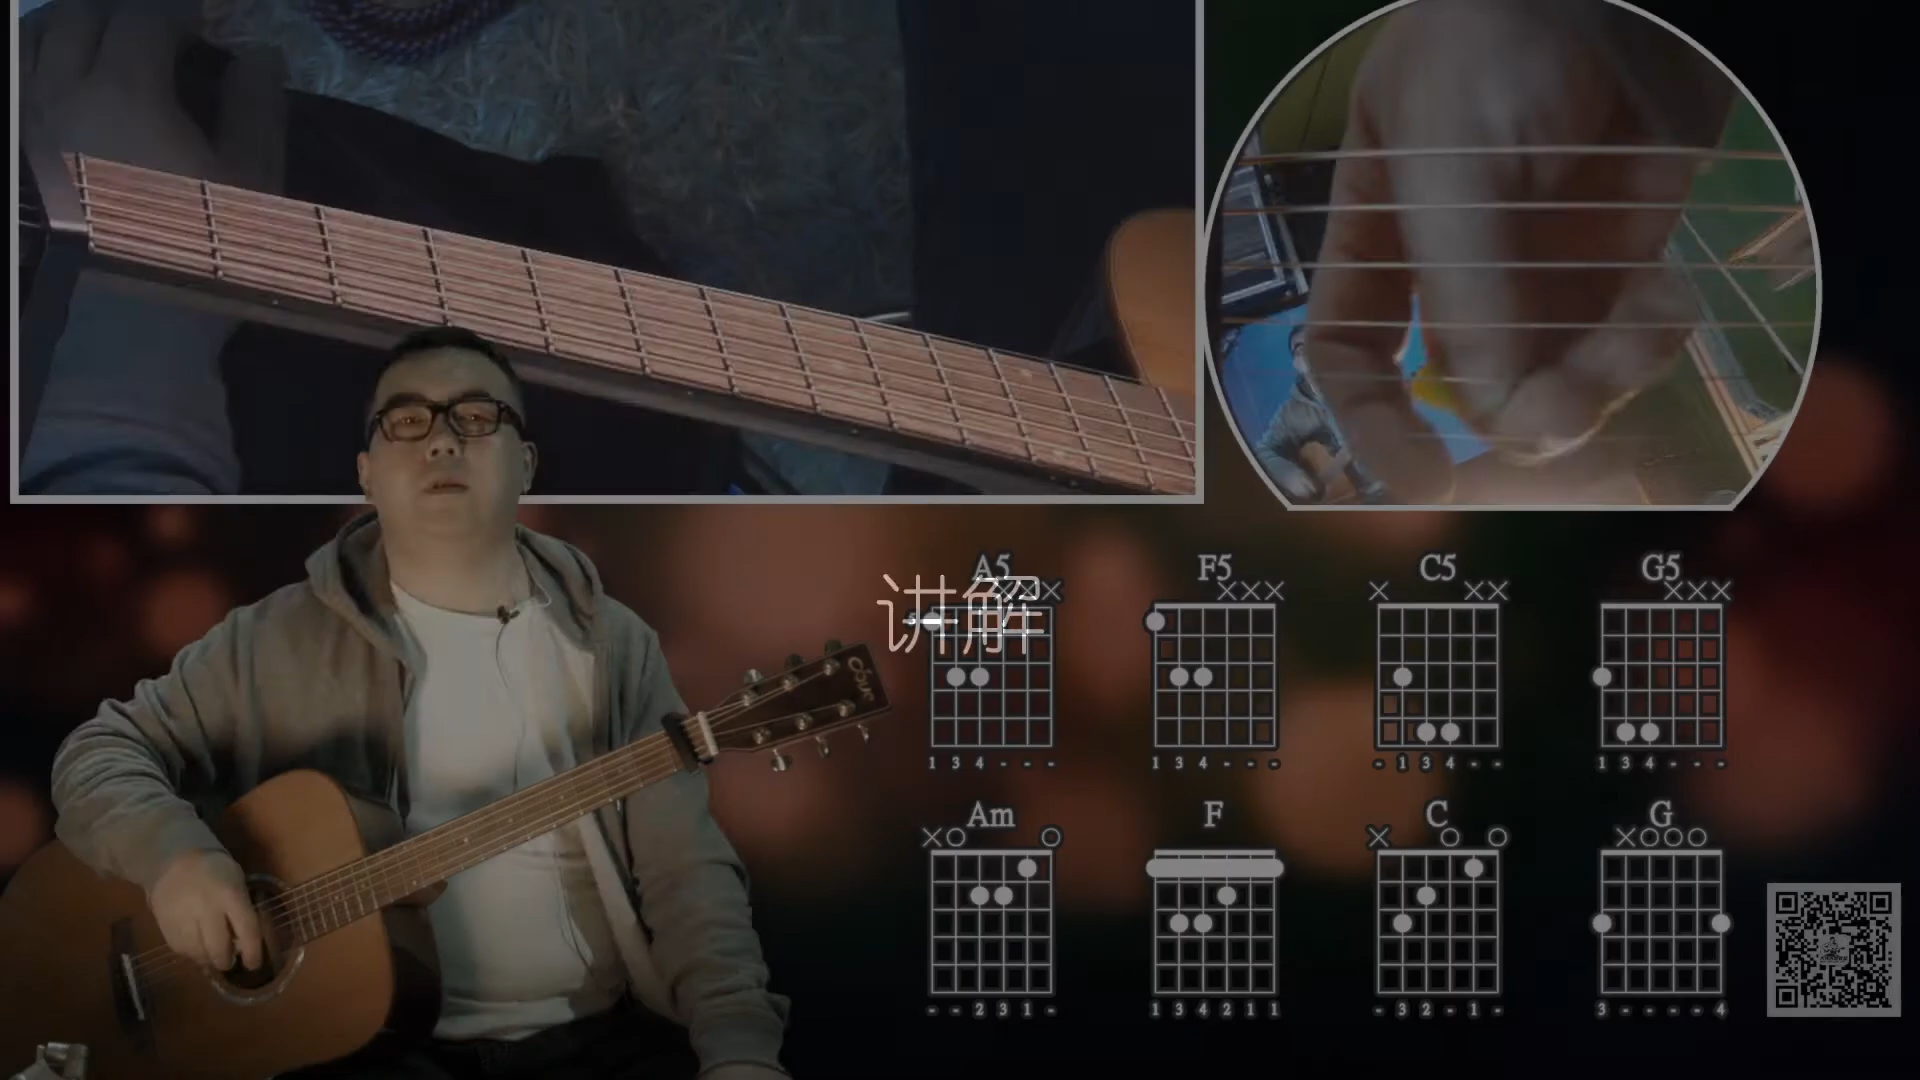 A5 F5 C5 G5
讲解
1 3 4 - - - 1 3 4 - - - - 1 3 4 - - 1 3 4 - - -
Am F C G
- - 2 3 1 - 1 3 4 2 1 1 - 3 2 - 1 - 3 - - - - 4